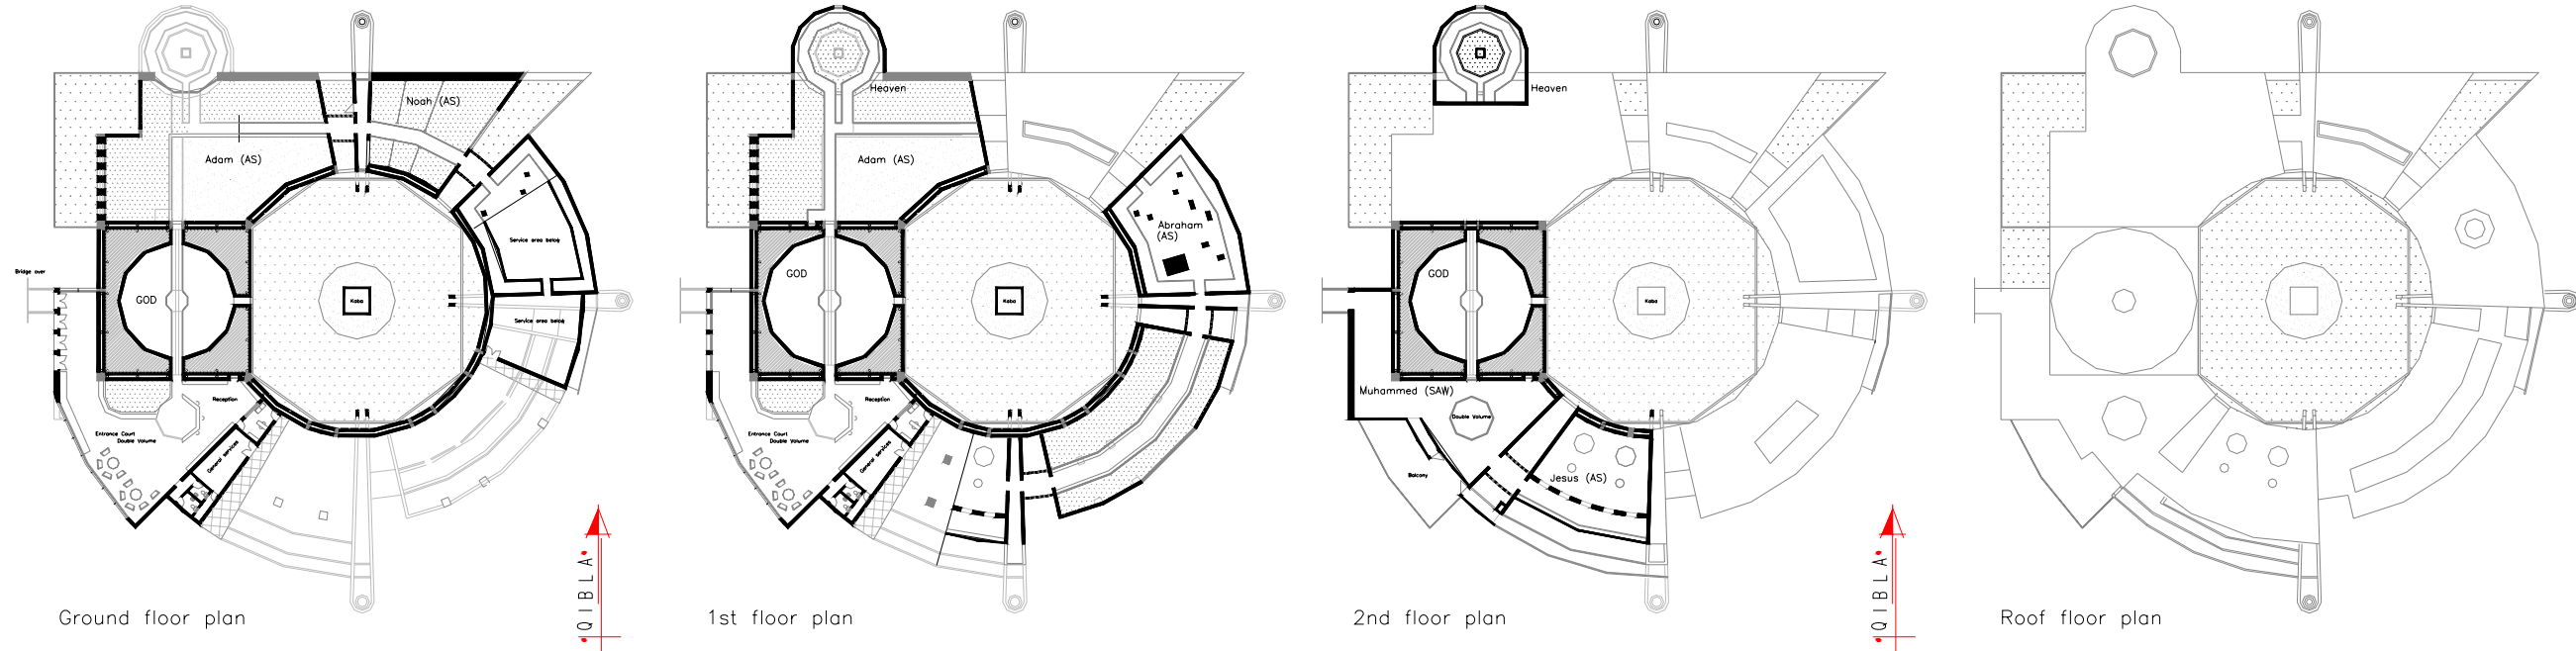 Noah (AS)
Adam (AS)
Service area belog
Bridge over
GOD
Kaba
Service area belog
Reception
Entrance Court
Double Volume
General services
Ground floor plan
QIBLA
Heaven
Adam (AS)
Abraham
(AS)
GOD
Kaba
Reception
Entrance Court
Double Volume
General services
1st floor plan
Heaven
GOD
Kaba
Muhammed (SAW)
Double Volume
Balcony
Jesus (AS)
2nd floor plan
QIBLA
Roof floor plan